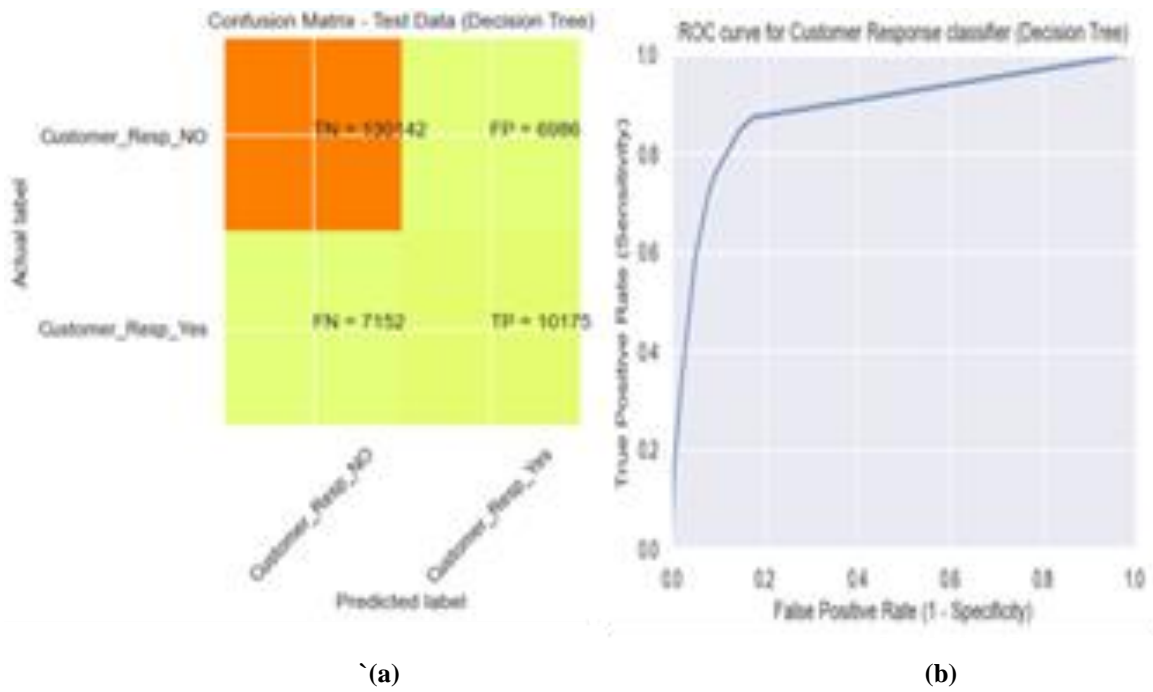 Confusion Matrix - Test Data (Decision Tree)
Actual label
Customer_Resp_NO
TN = 130142
FP = 6986
Customer_Resp_Yes
FN = 7152
TP = 10175
Customer_Resp_NO
Customer_Resp_Yes
Predicted label
`(a)
ROC curve for Customer Response classifier (Decision Tree)
True Positive Rate (Sensitivity)
1.0
0.8
0.6
0.4
0.2
0.0
0.0 0.2 0.4 0.6 0.8 1.0
False Positive Rate (1 - Specificity)
(b)